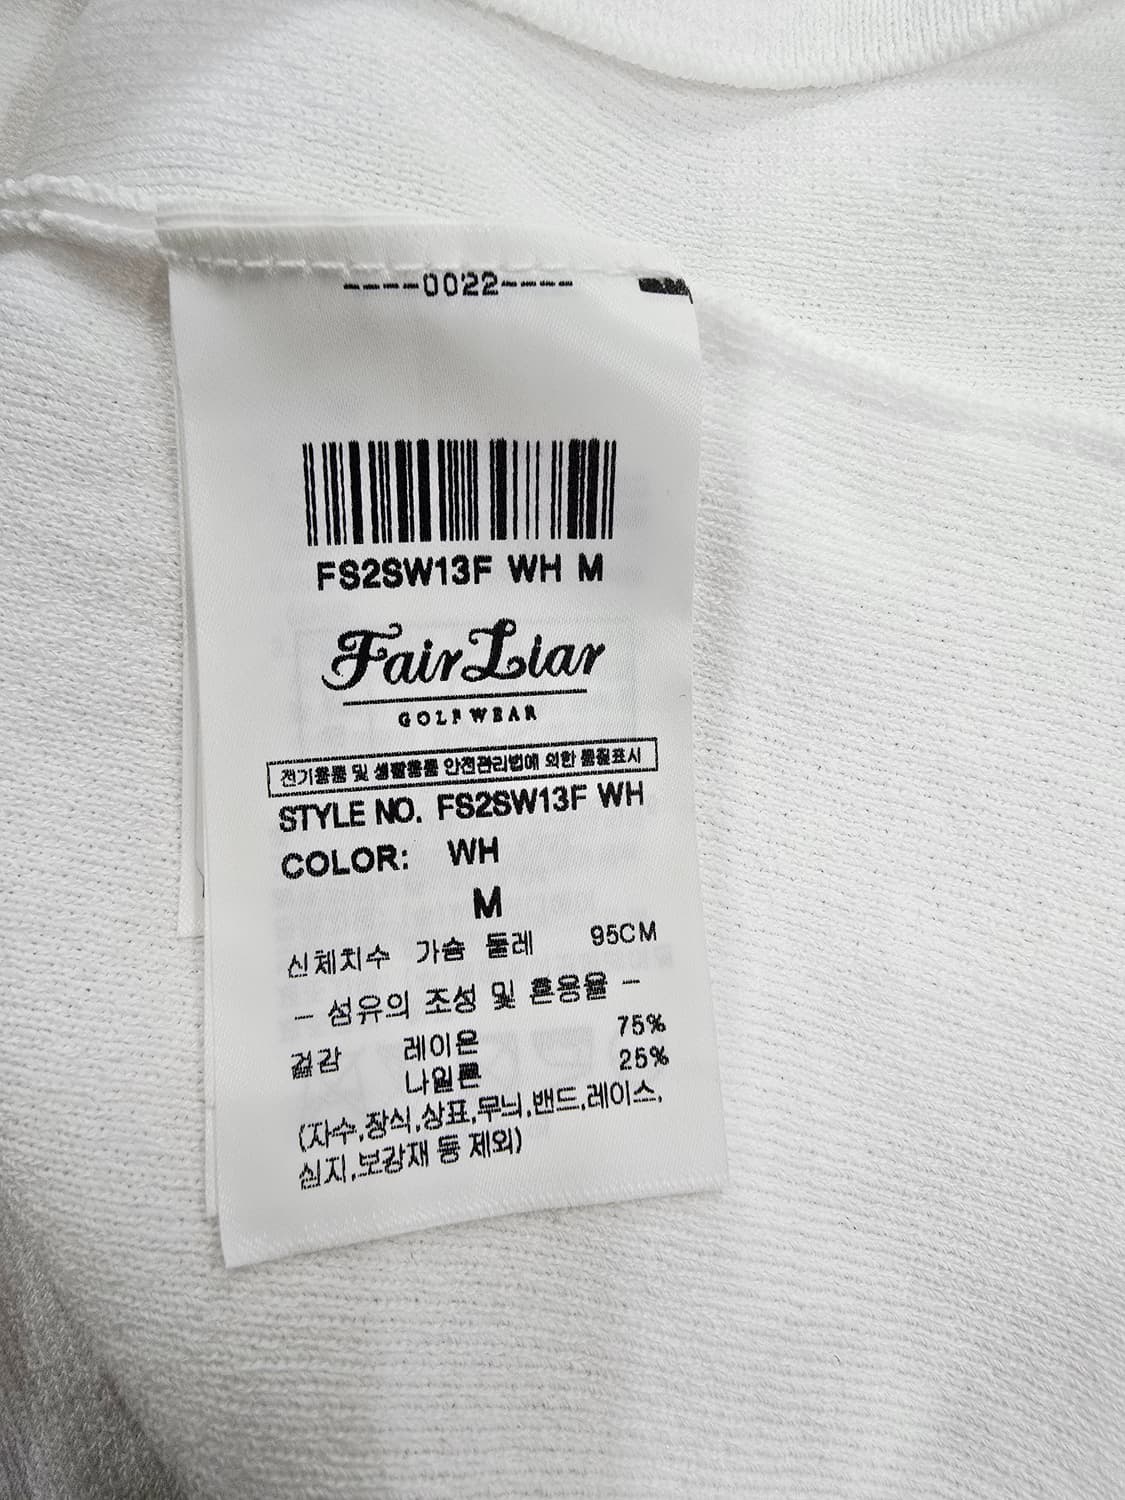 ----0022----
FS2SW13F WH M
Fair Liar
GOLF WEAR
전기용품 및 생활용품 안전관리법에 의한 품질표시
STYLE NO. FS2SW13F WH
COLOR: WH
M
신체치수 가슴 둘레 95CM
- 섬유의 조성 및 혼용율 -
겉감 레이온 75%
나일론 25%
(자수,장식,상표,무늬,밴드,레이스,
심지,보강재 등 제외)